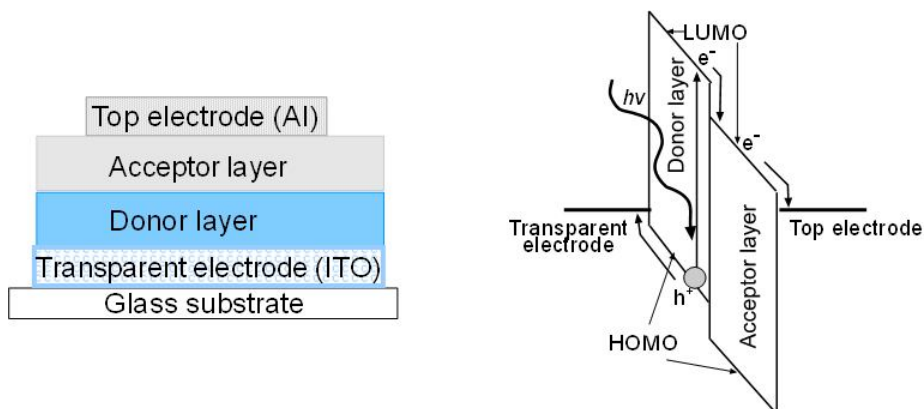 Top electrode (Al)
Acceptor layer
Donor layer
Transparent electrode (ITO)
Glass substrate
LUMO
e-
hν
Donor layer
e-
Transparent
electrode
Top electrode
h+
Acceptor layer
HOMO